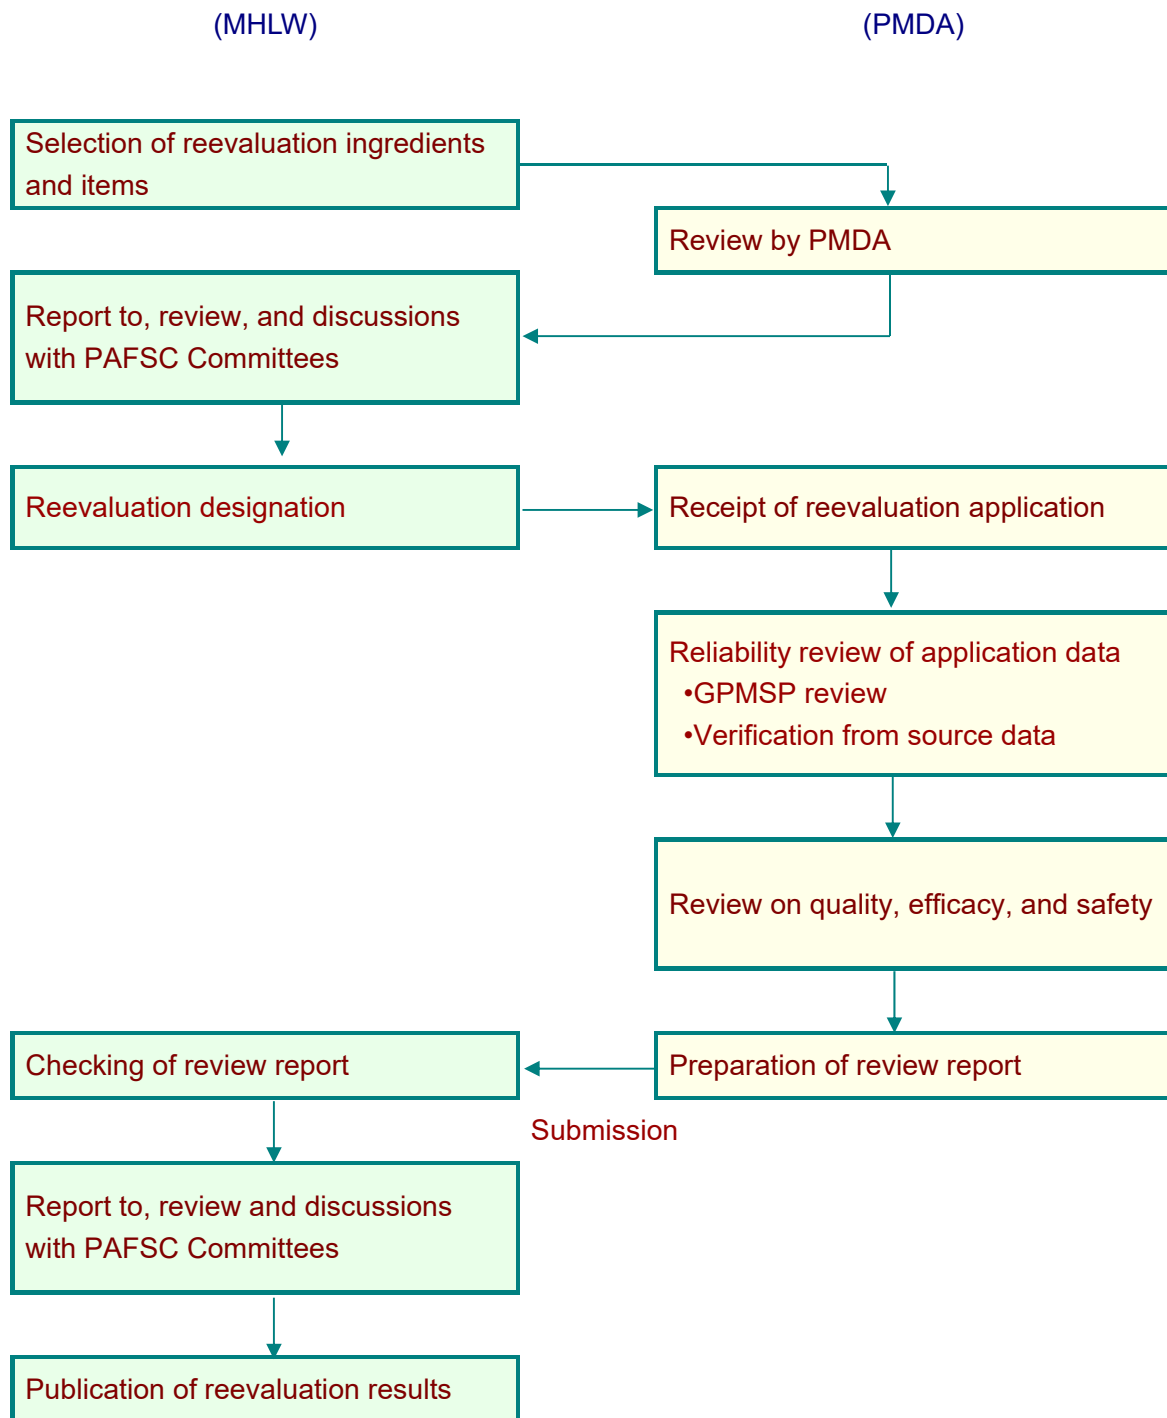 (MHLW)
(PMDA)
Selection of reevaluation ingredients
and items
Review by PMDA
Report to, review, and discussions
with PAFSC Committees
Reevaluation designation
Receipt of reevaluation application
Reliability review of application data
•GPMSP review
•Verification from source data
Review on quality, efficacy, and safety
Checking of review report
Preparation of review report
Submission
Report to, review and discussions
with PAFSC Committees
Publication of reevaluation results